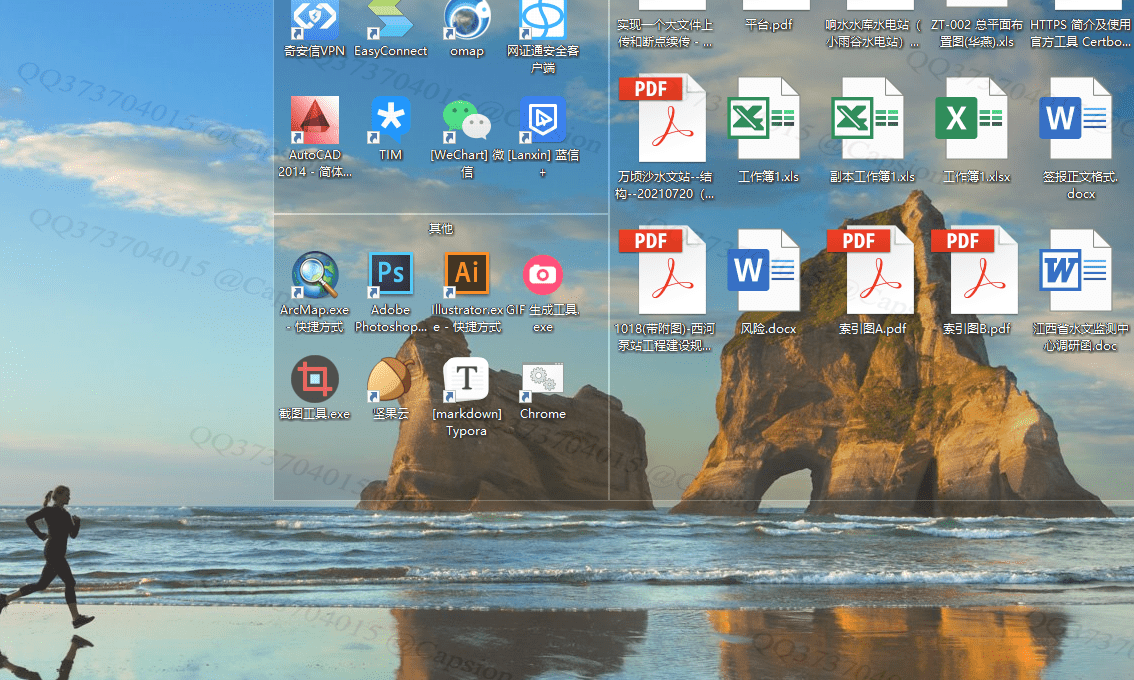 奇安信VPN
EasyConnect
omap
网证通安全客
户端
AutoCAD
2014 - 简体...
TIM
[WeChart] 微
信
[Lanxin] 蓝信
+
其他
ArcMap.exe
- 快捷方式
Ps
Adobe
Photoshop...
Ai
Illustrator.ex
e - 快捷方式
GIF 生成工具.
exe
截图工具.exe
坚果云
T
[markdown]
Typora
Chrome
实现一个大文件上
传和断点续传 - ...
平台.pdf
响水水库水电站（
小雨谷水电站）...
ZT-002 总平面布
置图(华燕).xls
HTTPS 简介及使用
官方工具 Certbo...
PDF
万顷沙水文站--结
构--20210720（...
X
工作簿1.xls
X
副本工作簿1.xls
X
工作簿1.xlsx
W
签报正文格式.
docx
PDF
1018(带附图)-西河
泵站工程建设规...
W
风险.docx
PDF
索引图A.pdf
PDF
索引图B.pdf
W
江西省水文监测中
心调研函.doc
QQ373704015 @Capsion